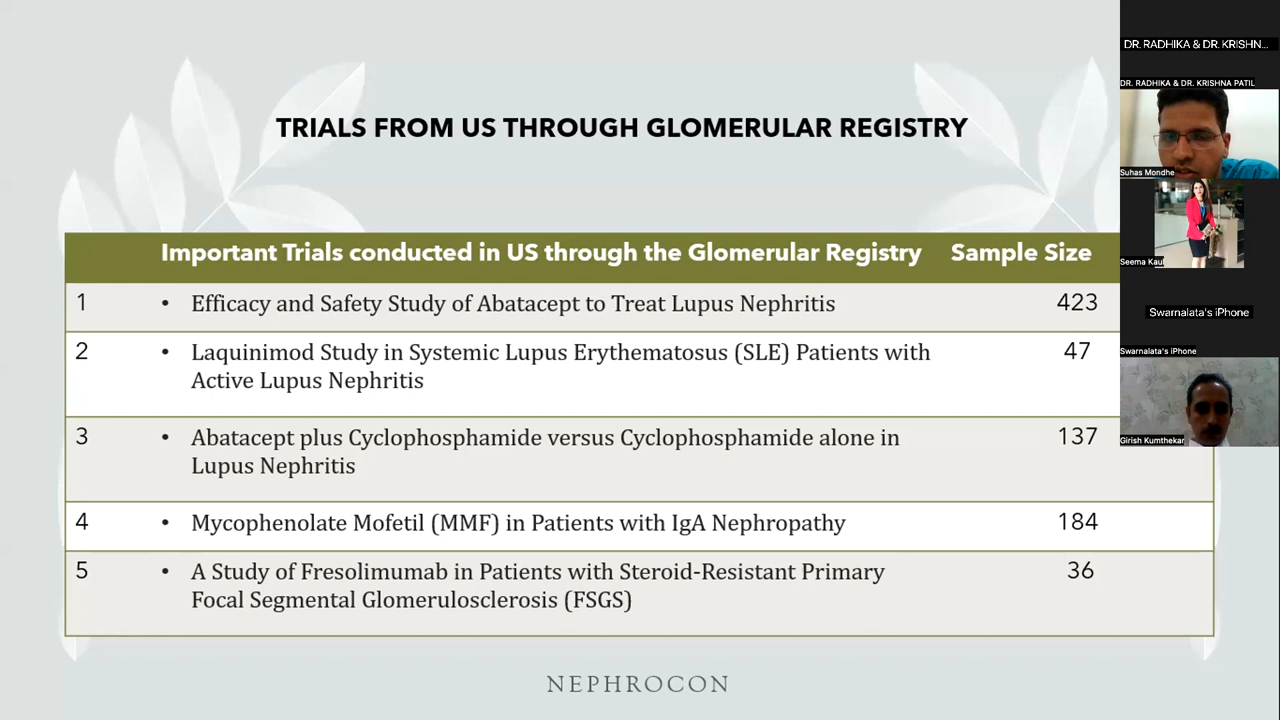 TRIALS FROM US THROUGH GLOMERULAR REGISTRY
Important Trials conducted in US through the Glomerular Registry Sample Size
1 • Efficacy and Safety Study of Abatacept to Treat Lupus Nephritis 423
2 • Laquinimod Study in Systemic Lupus Erythematosus (SLE) Patients with 47
Active Lupus Nephritis
3 • Abatacept plus Cyclophosphamide versus Cyclophosphamide alone in 137
Lupus Nephritis
4 • Mycophenolate Mofetil (MMF) in Patients with IgA Nephropathy 184
5 • A Study of Fresolimumab in Patients with Steroid-Resistant Primary 36
Focal Segmental Glomerulosclerosis (FSGS)
NEPHROCON
DR. RADHIKA & DR. KRISHN...
DR. RADHIKA & DR. KRISHNA PATIL
Suhas Mondhe
Seema Kaul
Swarnalata's iPhone
Swarnalata's iPhone
Girish Kumthekar